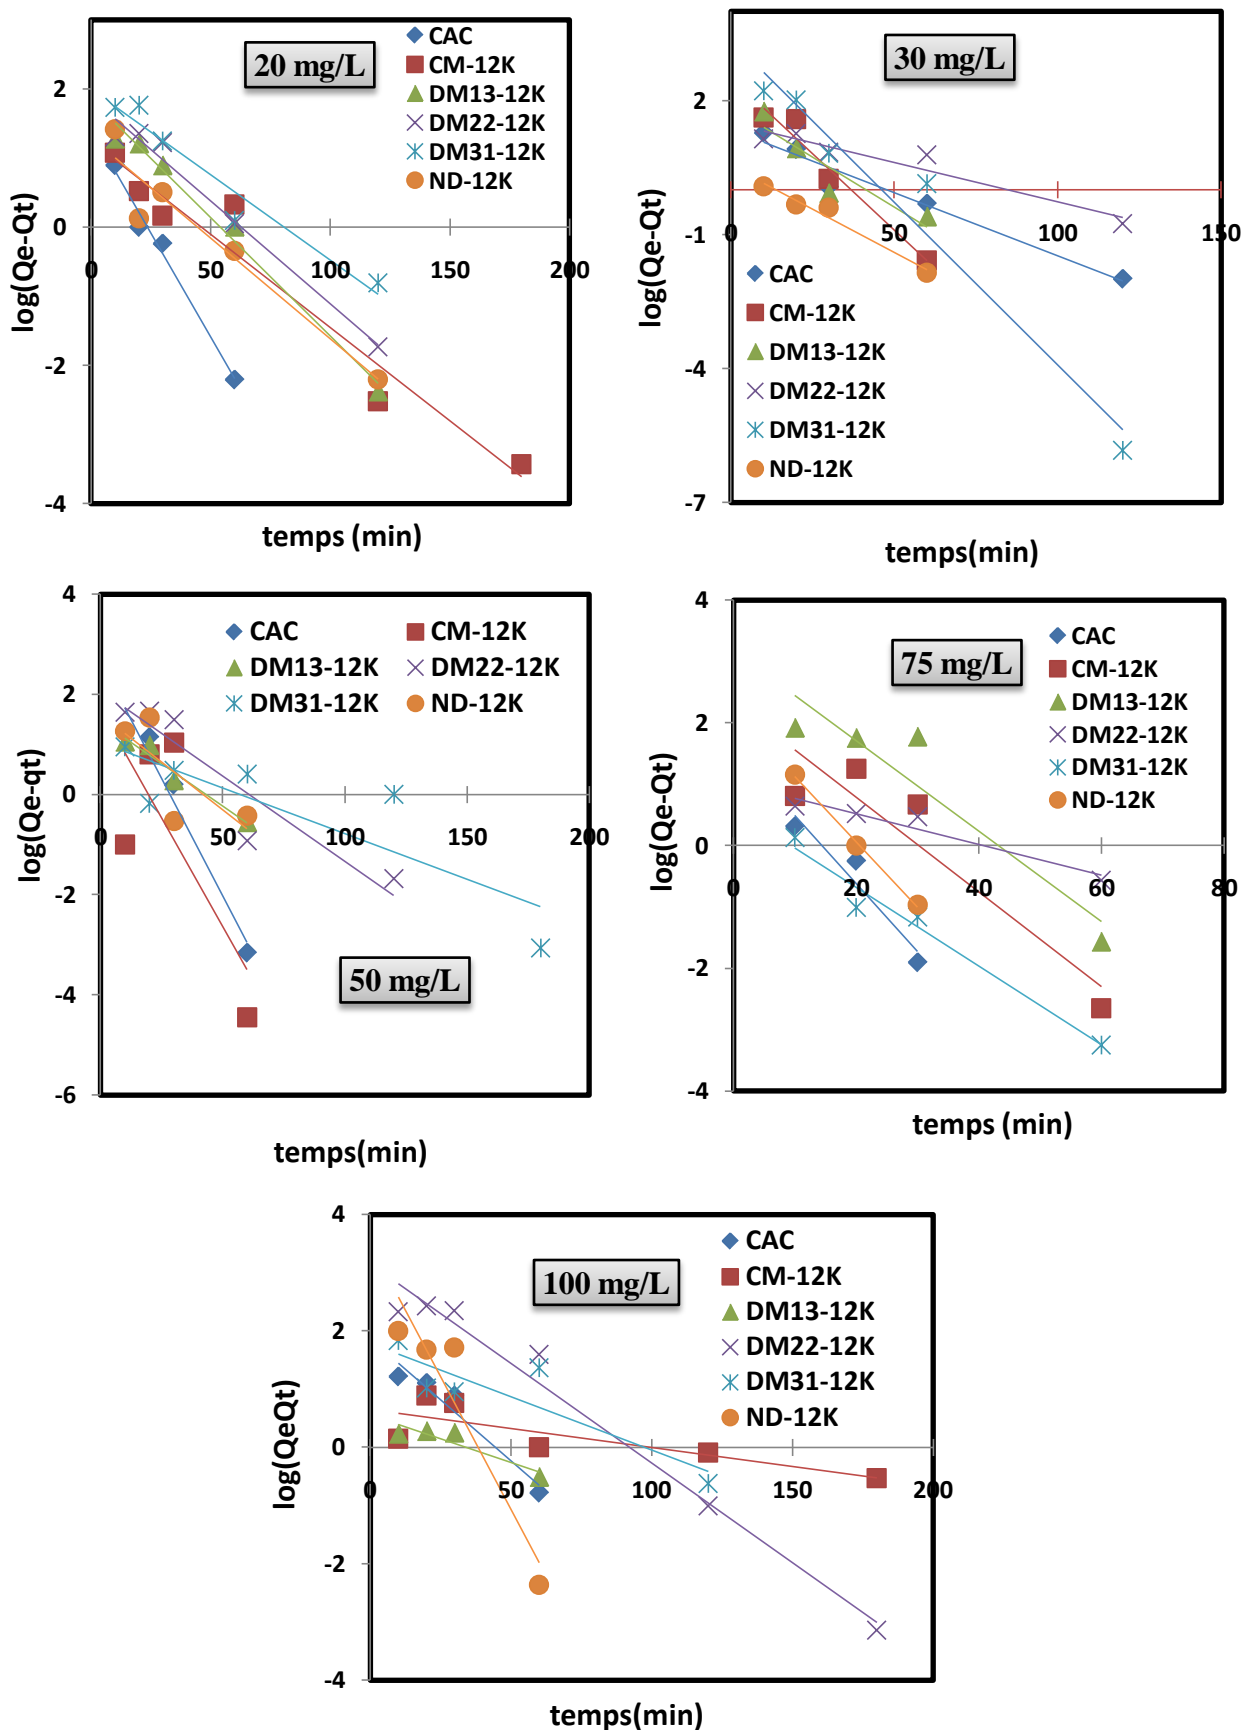 20 mg/L
CAC
CM-12K
DM13-12K
DM22-12K
DM31-12K
ND-12K
2
0
-2
-4
0
50
100
150
200
log(Qe-Qt)
temps (min)
30 mg/L
2
-1
-4
-7
0
50
100
150
CAC
CM-12K
DM13-12K
DM22-12K
DM31-12K
ND-12K
log(Qe-Qt)
temps(min)
4
2
0
-2
-4
-6
CAC
CM-12K
DM13-12K
DM22-12K
DM31-12K
ND-12K
0
50
100
150
200
50 mg/L
log(Qe-qt)
temps(min)
4
2
0
-2
-4
75 mg/L
CAC
CM-12K
DM13-12K
DM22-12K
DM31-12K
ND-12K
0
20
40
60
80
log(Qe-Qt)
temps (min)
4
2
0
-2
-4
100 mg/L
CAC
CM-12K
DM13-12K
DM22-12K
DM31-12K
ND-12K
0
50
100
150
200
log(QeQt)
temps(min)